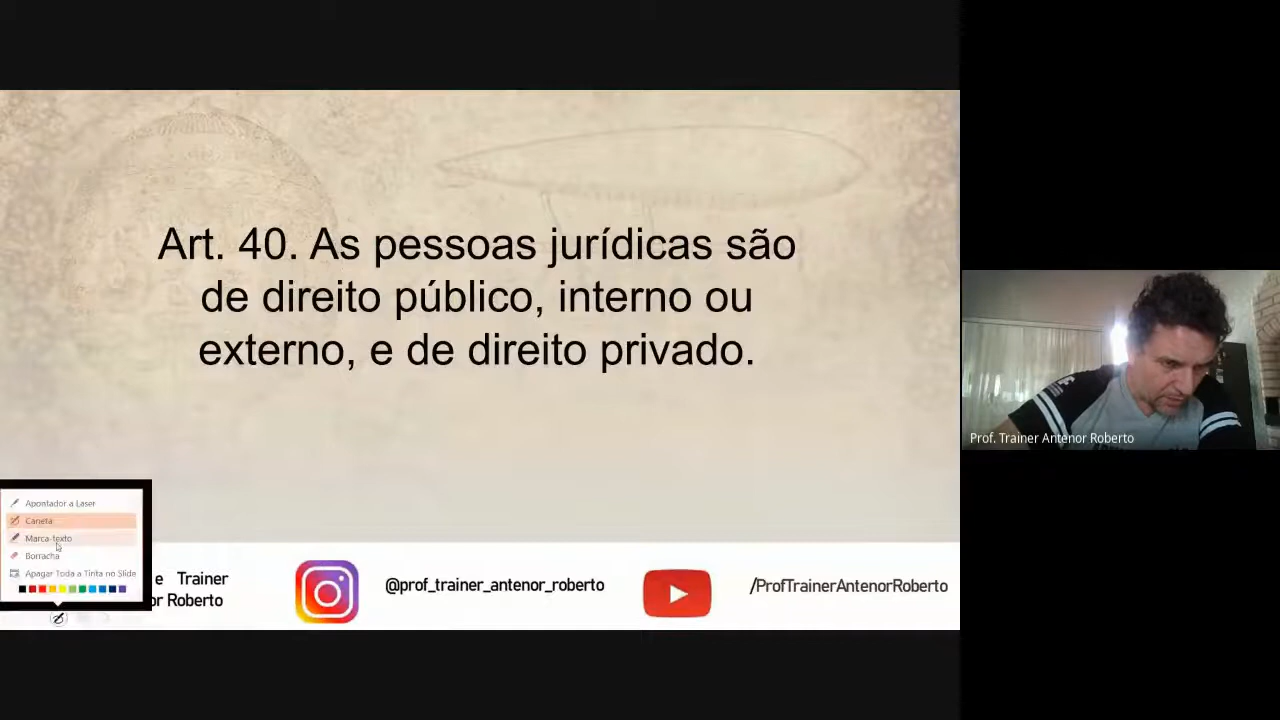 Art. 40. As pessoas jurídicas são
de direito público, interno ou
externo, e de direito privado.
Prof. Trainer Antenor Roberto
Apontador a Laser
Caneta
Marca-texto
Borracha
Apagar Toda a Tinta no Slide
e Trainer
or Roberto
@prof_trainer_antenor_roberto
/ProfTrainerAntenorRoberto